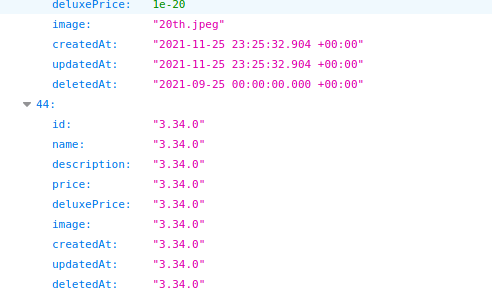 deluxePrice: 1e-20
image: "20th.jpeg"
createdAt: "2021-11-25 23:25:32.904 +00:00"
updatedAt: "2021-11-25 23:25:32.904 +00:00"
deletedAt: "2021-09-25 00:00:00.000 +00:00"
44:
id: "3.34.0"
name: "3.34.0"
description: "3.34.0"
price: "3.34.0"
deluxePrice: "3.34.0"
image: "3.34.0"
createdAt: "3.34.0"
updatedAt: "3.34.0"
deletedAt: "3.34.0"